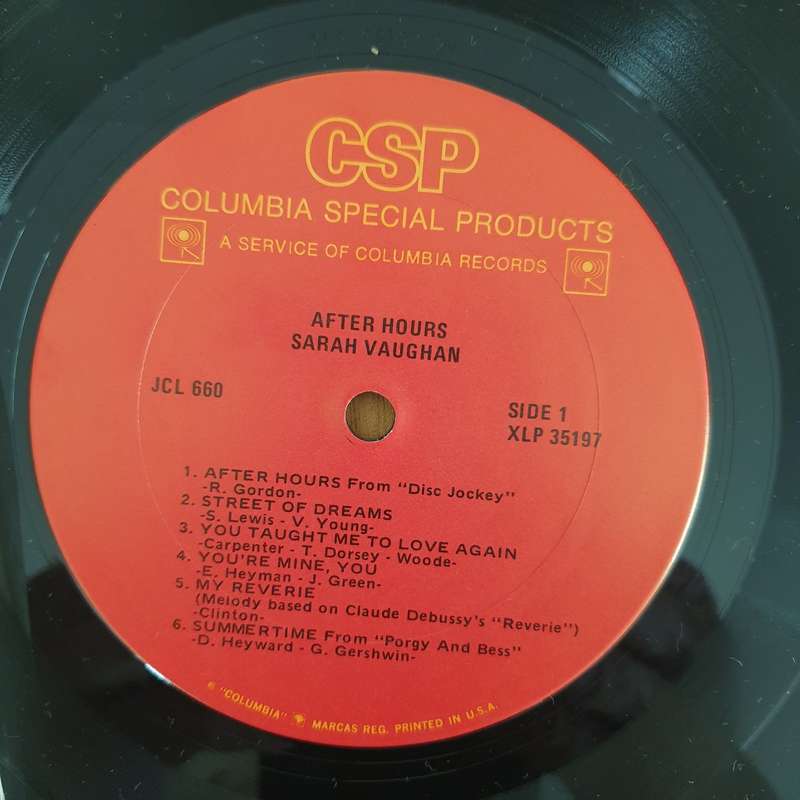 CSP
COLUMBIA SPECIAL PRODUCTS
A SERVICE OF COLUMBIA RECORDS
AFTER HOURS
SARAH VAUGHAN
JCL 660
SIDE 1
XLP 35197
1. AFTER HOURS From "Disc Jockey"
-R. Gordon-
2. STREET OF DREAMS
-S. Lewis - V. Young-
3. YOU TAUGHT ME TO LOVE AGAIN
-Carpenter - T. Dorsey - Woode-
4. YOU'RE MINE, YOU
-E. Heyman - J. Green-
5. MY REVERIE
(Melody based on Claude Debussy's "Reverie")
-Clinton-
6. SUMMERTIME From "Porgy And Bess"
-D. Heyward - G. Gershwin-
® "COLUMBIA" MARCAS REG. PRINTED IN U.S.A.